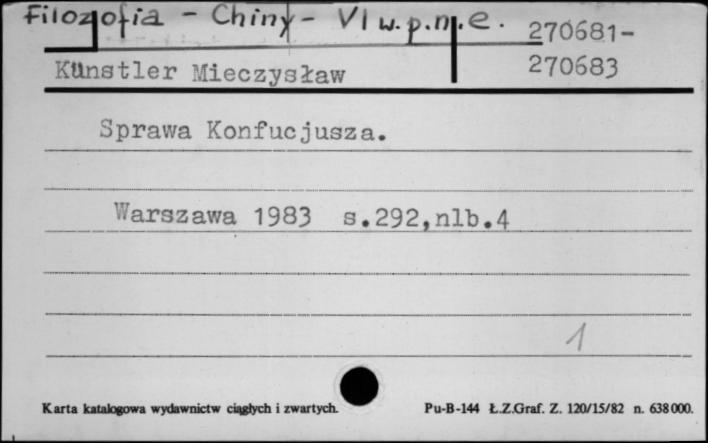 Filozofia - Chiny - VI w. p. n. e.
270681-
Künstler Mieczysław
270683
Sprawa Konfucjusza.
Warszawa 1983 s.292,nlb.4
1
Karta katalogowa wydawnictw ciągłych i zwartych.
Pu-B-144 Ł.Z.Graf. Z. 120/15/82 n. 638000.